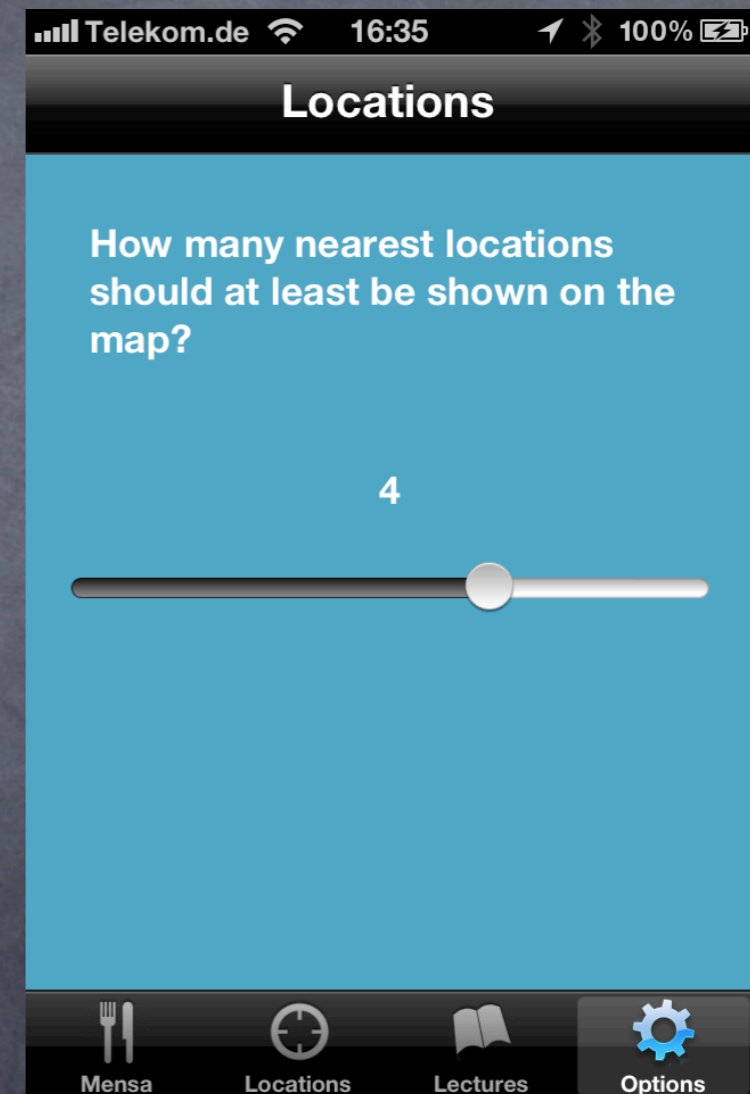 Telekom.de 16:35 100%
Locations
How many nearest locations
should at least be shown on the
map?
4
Mensa Locations Lectures Options